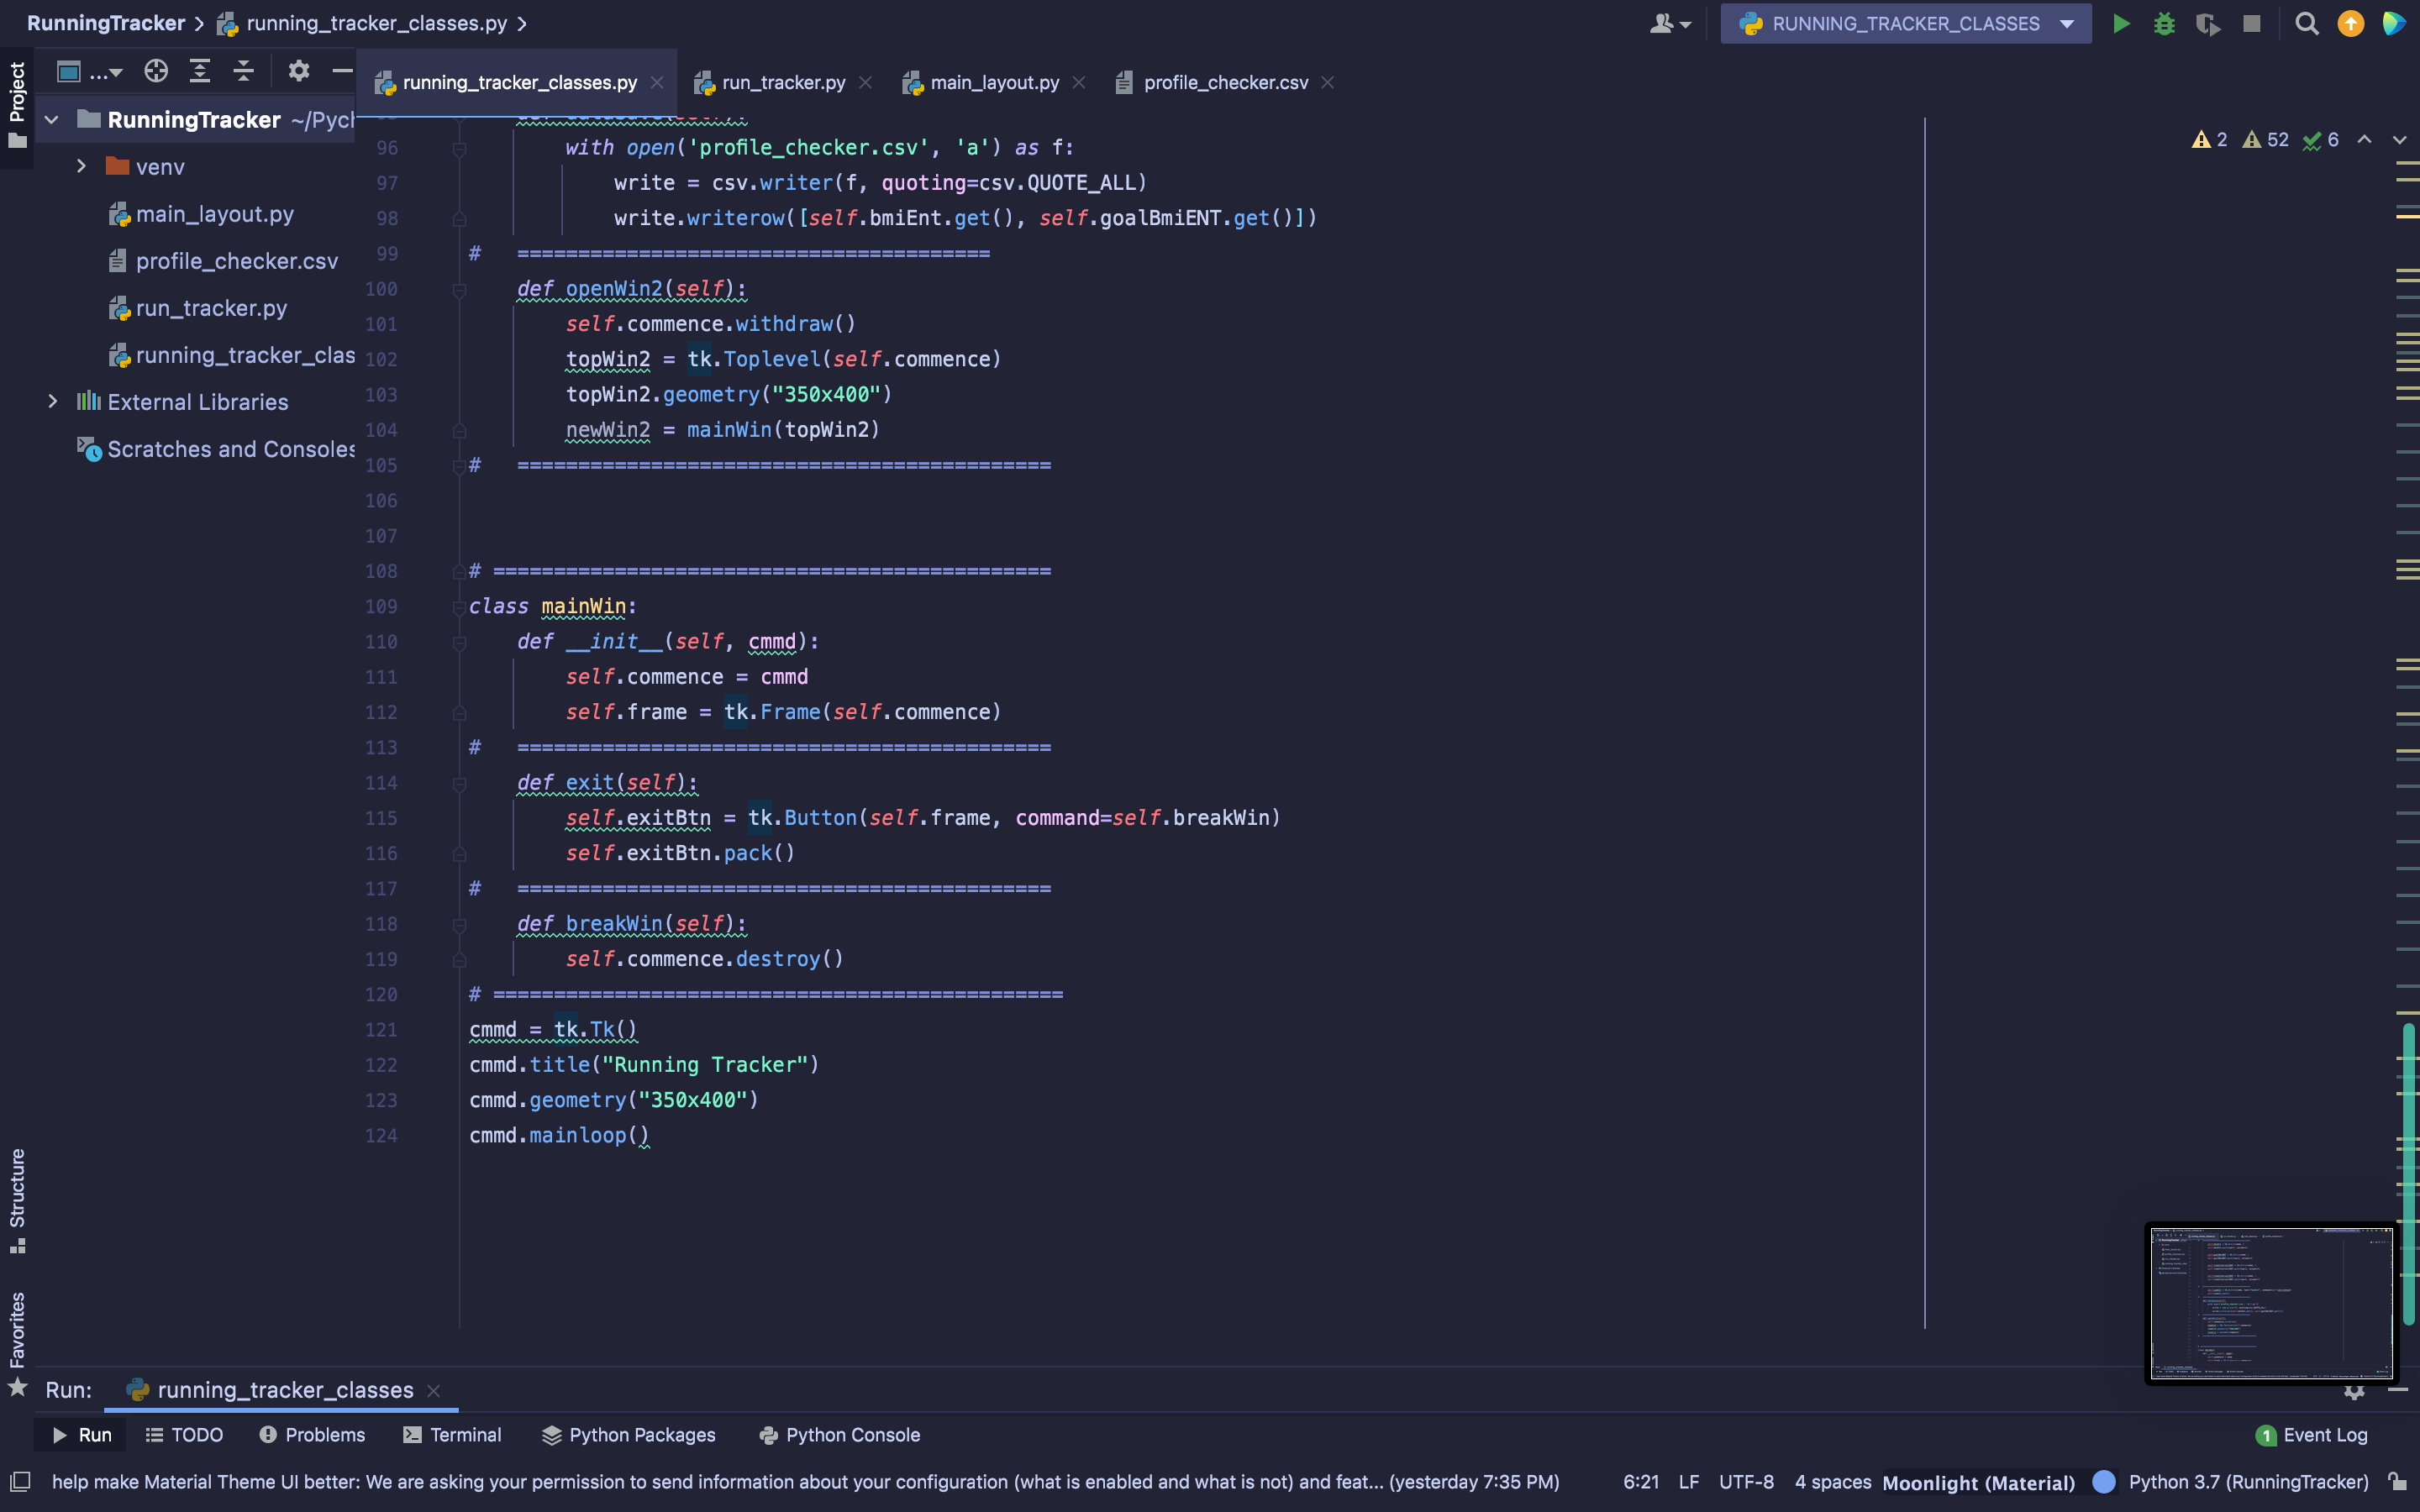 RunningTracker > running_tracker_classes.py >
RUNNING_TRACKER_CLASSES
Project
...
running_tracker_classes.py
run_tracker.py
main_layout.py
profile_checker.csv
RunningTracker ~/Pych
venv
main_layout.py
profile_checker.csv
run_tracker.py
running_tracker_clas
External Libraries
Scratches and Consoles
2 52 6
96 with open('profile_checker.csv', 'a') as f:
97 write = csv.writer(f, quoting=csv.QUOTE_ALL)
98 write.writerow([self.bmiEnt.get(), self.goalBmiENT.get()])
99 # =======================================
100 def openWin2(self):
101 self.commence.withdraw()
102 topWin2 = tk.Toplevel(self.commence)
103 topWin2.geometry("350x400")
104 newWin2 = mainWin(topWin2)
105 # ============================================
106
107
108 # ==============================================
109 class mainWin:
110 def __init__(self, cmmd):
111 self.commence = cmmd
112 self.frame = tk.Frame(self.commence)
113 # ============================================
114 def exit(self):
115 self.exitBtn = tk.Button(self.frame, command=self.breakWin)
116 self.exitBtn.pack()
117 # ============================================
118 def breakWin(self):
119 self.commence.destroy()
120 # ===============================================
121 cmmd = tk.Tk()
122 cmmd.title("Running Tracker")
123 cmmd.geometry("350x400")
124 cmmd.mainloop()
Structure
Favorites
Run: running_tracker_classes
Run TODO Problems Terminal Python Packages Python Console
1 Event Log
help make Material Theme UI better: We are asking your permission to send information about your configuration (what is enabled and what is not) and feat... (yesterday 7:35 PM)
6:21 LF UTF-8 4 spaces Moonlight (Material) Python 3.7 (RunningTracker)